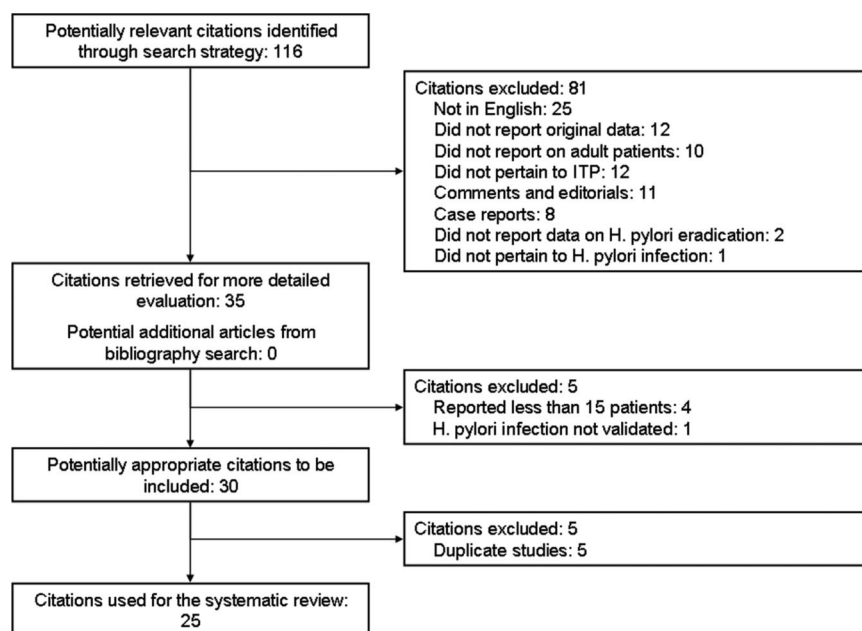 Potentially relevant citations identified
through search strategy: 116
Citations excluded: 81
Not in English: 25
Did not report original data: 12
Did not report on adult patients: 10
Did not pertain to ITP: 12
Comments and editorials: 11
Case reports: 8
Did not report data on H. pylori eradication: 2
Did not pertain to H. pylori infection: 1
Citations retrieved for more detailed
evaluation: 35
Potential additional articles from
bibliography search: 0
Citations excluded: 5
Reported less than 15 patients: 4
H. pylori infection not validated: 1
Potentially appropriate citations to be
included: 30
Citations excluded: 5
Duplicate studies: 5
Citations used for the systematic review:
25